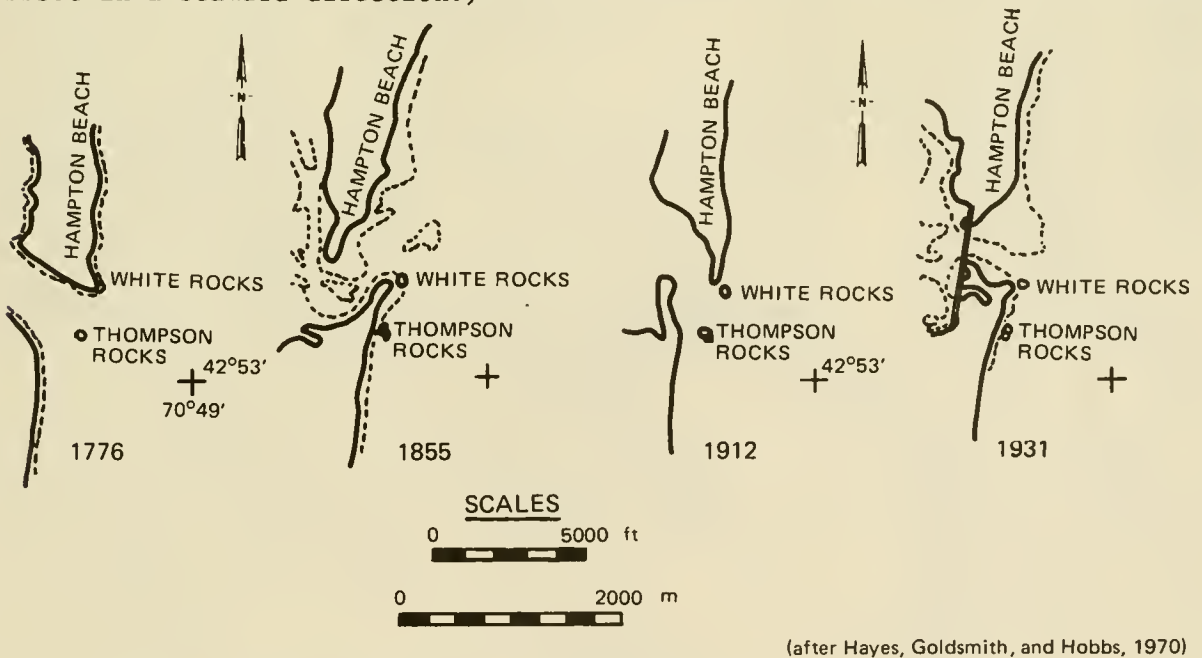 HAMPTON BEACH
N
HAMPTON BEACH
HAMPTON BEACH
N
HAMPTON BEACH
WHITE ROCKS
THOMPSON
ROCKS
42°53'
70°49'
1776
WHITE ROCKS
THOMPSON
ROCKS
1855
WHITE ROCKS
THOMPSON
ROCKS
42°53'
1912
WHITE ROCKS
THOMPSON
ROCKS
1931
SCALES
0 5000 ft
0 2000 m
(after Hayes, Goldsmith, and Hobbs, 1970)